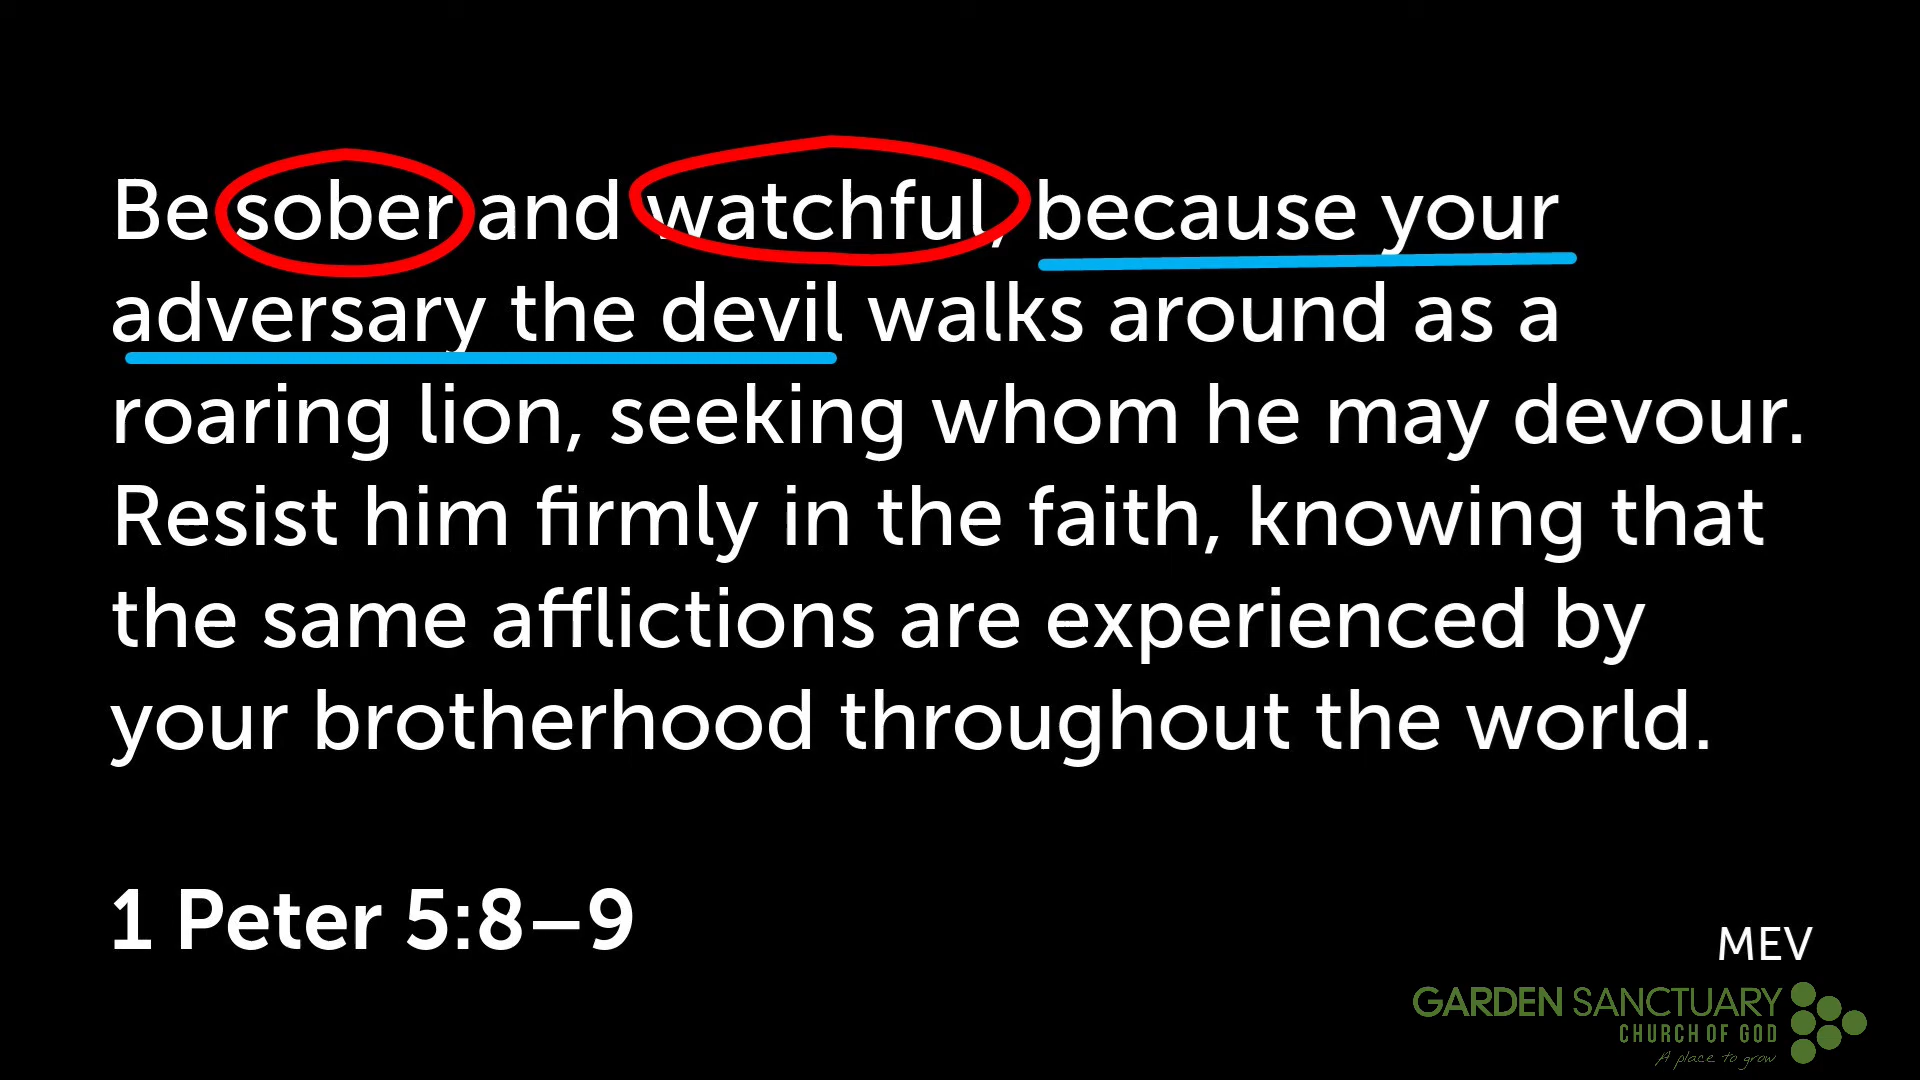 Be sober and watchful, because your
adversary the devil walks around as a
roaring lion, seeking whom he may devour.
Resist him firmly in the faith, knowing that
the same afflictions are experienced by
your brotherhood throughout the world.
1 Peter 5:8–9
MEV
GARDEN SANCTUARY
CHURCH OF GOD
A place to grow